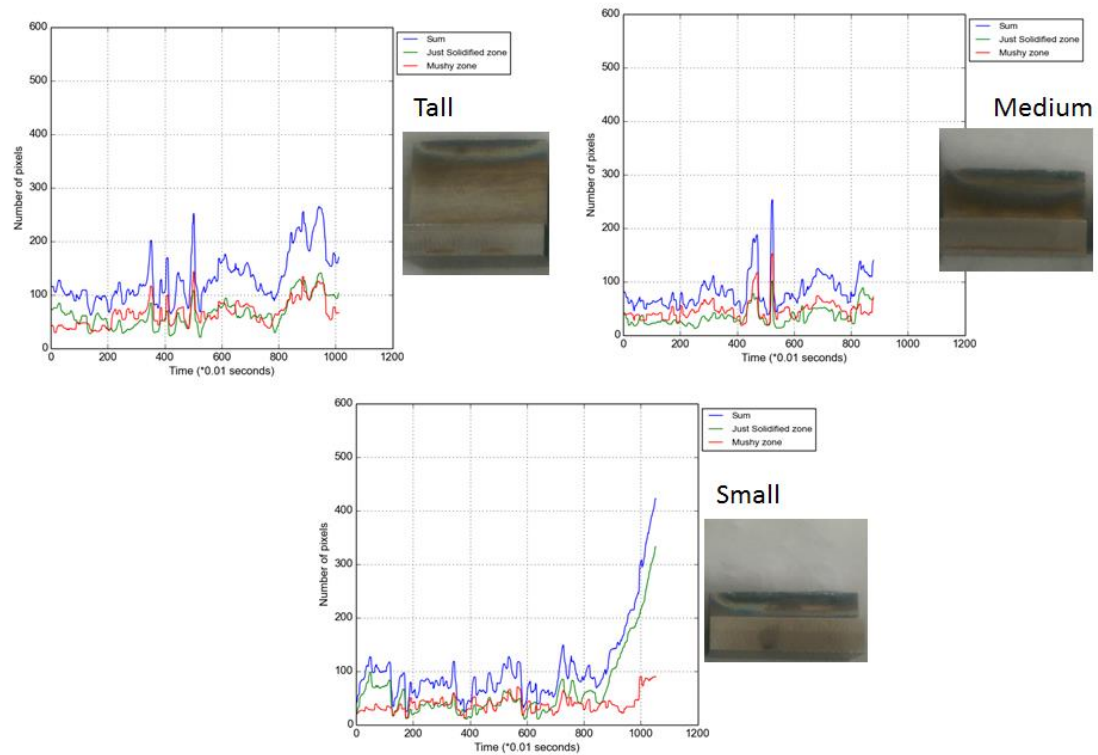 600
500
400
300
200
100
0
Number of pixels
0 200 400 600 800 1000 1200
Time (*0.01 seconds)
Sum
Just Solidified zone
Mushy zone
Tall
600
500
400
300
200
100
0
Number of pixels
0 200 400 600 800 1000 1200
Time (*0.01 seconds)
Sum
Just Solidified zone
Mushy zone
Medium
600
500
400
300
200
100
0
Number of pixels
0 200 400 600 800 1000 1200
Time (*0.01 seconds)
Sum
Just Solidified zone
Mushy zone
Small